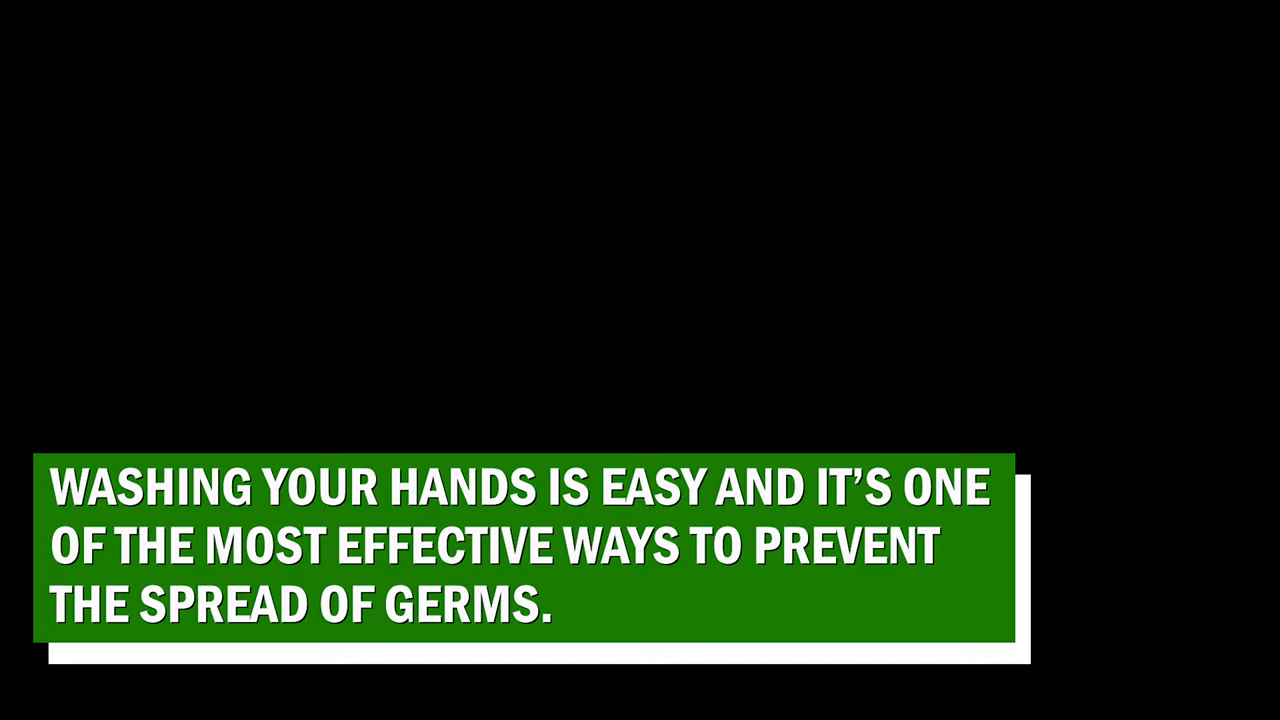 WASHING YOUR HANDS IS EASY AND IT’S ONE
OF THE MOST EFFECTIVE WAYS TO PREVENT
THE SPREAD OF GERMS.